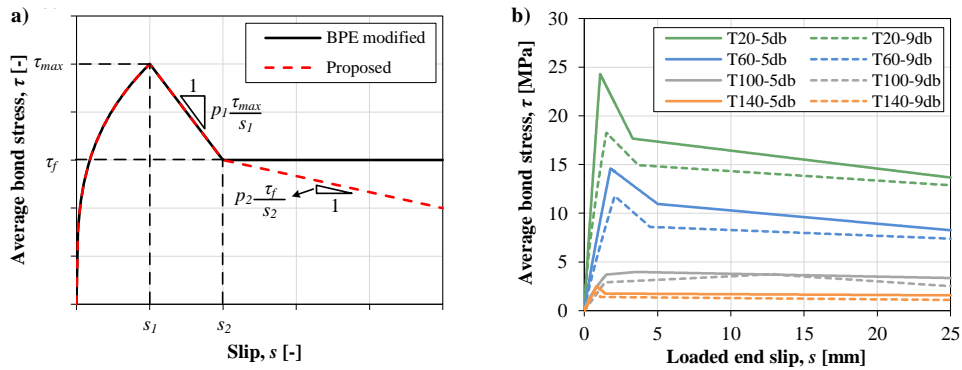 a)
BPE modified
Proposed
τmax
1
p1 τmax
s1
τf
p2 τf
s2
1
s1
s2
Average bond stress, τ [-]
Slip, s [-]
b)
30
25
20
15
10
5
0
T20-5db
T20-9db
T60-5db
T60-9db
T100-5db
T100-9db
T140-5db
T140-9db
0
5
10
15
20
25
Average bond stress, τ [MPa]
Loaded end slip, s [mm]